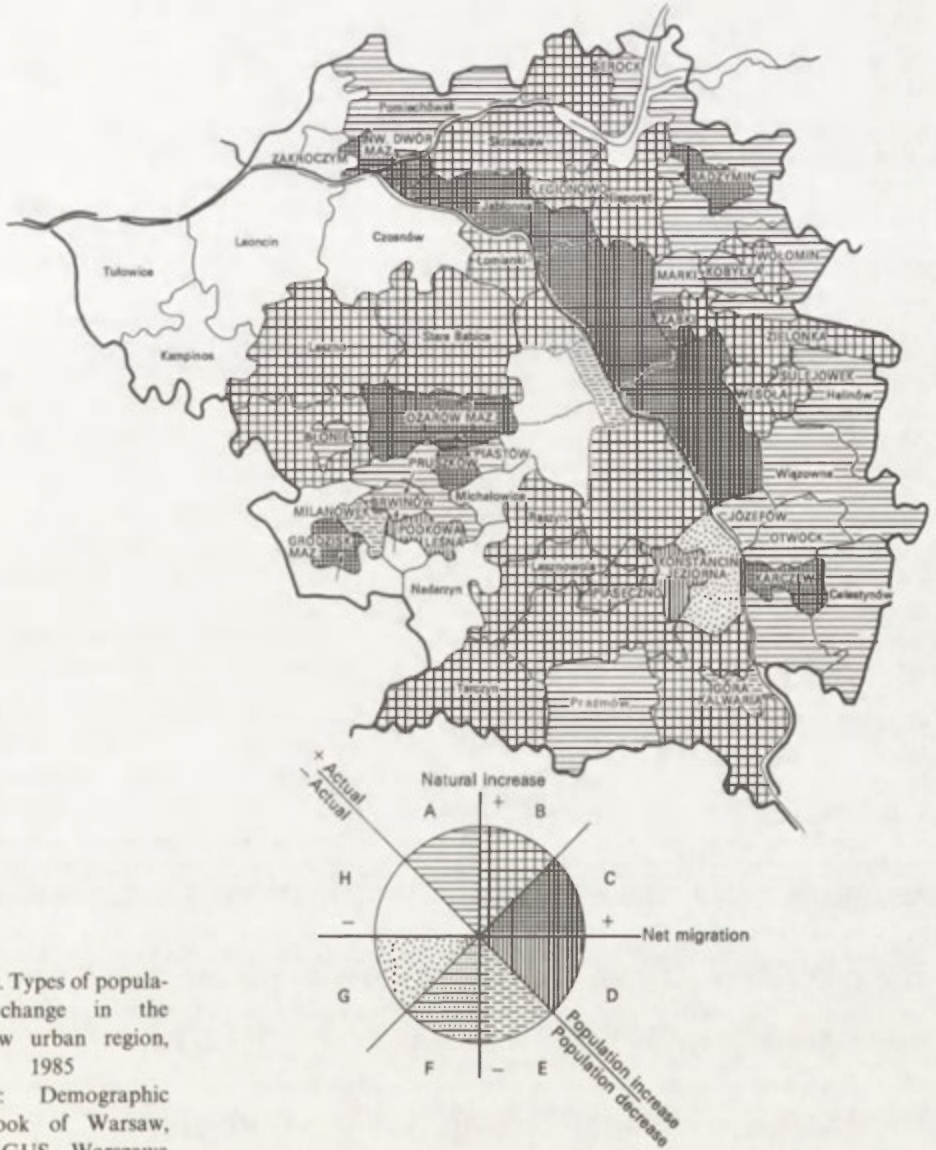 SEROCK
Pomiechówek
NW. DWÓR
MAZ.
Skrzeszew
ZAKROCZYM
RADZYMIN
LEGIONOWO
Nieporęt
Jabłonna
Leoncin
Czosnów
WOŁOMIN
Łomianki
Tułowice
MARKI
KOBYŁKA
ZĄBKI
ZIELONKA
Leszno
Stare Babice
Kampinos
SULEJÓWEK
WESOŁA
Halinów
OŻARÓW MAZ.
BŁONIE
PIASTÓW
PRUSZKÓW
Wiązowna
Michałowice
BRWINÓW
MILANÓWEK
Raszyn
JÓZEFÓW
PODKOWA
LEŚNA
GRODZISK
MAZ.
OTWOCK
Lesznowola
KONSTANCIN
JEZIORNA
KARCZEW
Nadarzyn
PIASECZNO
Celestynów
Tarczyn
Prażmów
GÓRA
KALWARIA
× Actual
− Actual
Natural increase
A + B
H C
− + Net migration
G D
F − E
Population increase
Population decrease
. Types of popula-
change in the
w urban region,
1985
: Demographic
ook of Warsaw,
GUS, Warszawa